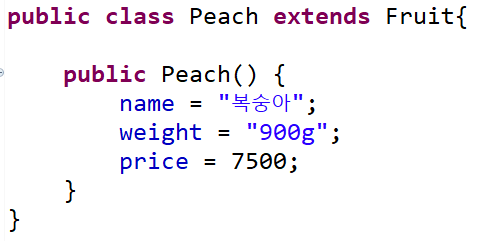 public class Peach extends Fruit{
public Peach() {
name = "복숭아";
weight = "900g";
price = 7500;
}
}